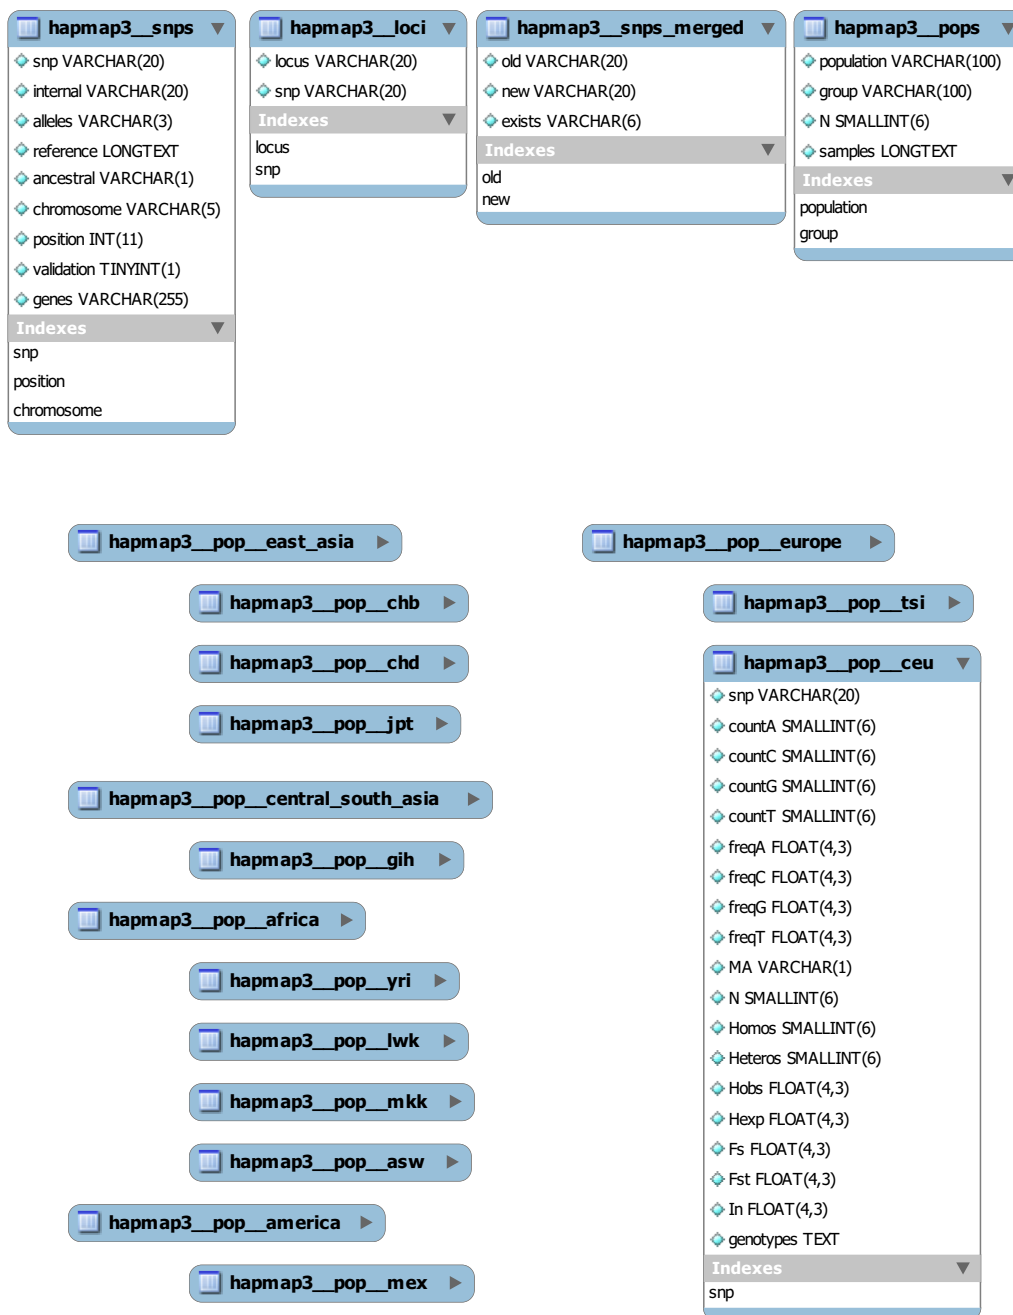 hapmap3__snps
snp VARCHAR(20)
internal VARCHAR(20)
alleles VARCHAR(3)
reference LONGTEXT
ancestral VARCHAR(1)
chromosome VARCHAR(5)
position INT(11)
validation TINYINT(1)
genes VARCHAR(255)
Indexes
snp
position
chromosome
hapmap3__loci
locus VARCHAR(20)
snp VARCHAR(20)
Indexes
locus
snp
hapmap3__snps_merged
old VARCHAR(20)
new VARCHAR(20)
exists VARCHAR(6)
Indexes
old
new
hapmap3__pops
population VARCHAR(100)
group VARCHAR(100)
N SMALLINT(6)
samples LONGTEXT
Indexes
population
group
hapmap3__pop__east_asia
hapmap3__pop__chb
hapmap3__pop__chd
hapmap3__pop__jpt
hapmap3__pop__central_south_asia
hapmap3__pop__gih
hapmap3__pop__africa
hapmap3__pop__yri
hapmap3__pop__lwk
hapmap3__pop__mkk
hapmap3__pop__asw
hapmap3__pop__america
hapmap3__pop__mex
hapmap3__pop__europe
hapmap3__pop__tsi
hapmap3__pop__ceu
snp VARCHAR(20)
countA SMALLINT(6)
countC SMALLINT(6)
countG SMALLINT(6)
countT SMALLINT(6)
freqA FLOAT(4,3)
freqC FLOAT(4,3)
freqG FLOAT(4,3)
freqT FLOAT(4,3)
MA VARCHAR(1)
N SMALLINT(6)
Homos SMALLINT(6)
Heteros SMALLINT(6)
Hobs FLOAT(4,3)
Hexp FLOAT(4,3)
Fs FLOAT(4,3)
Fst FLOAT(4,3)
In FLOAT(4,3)
genotypes TEXT
Indexes
snp